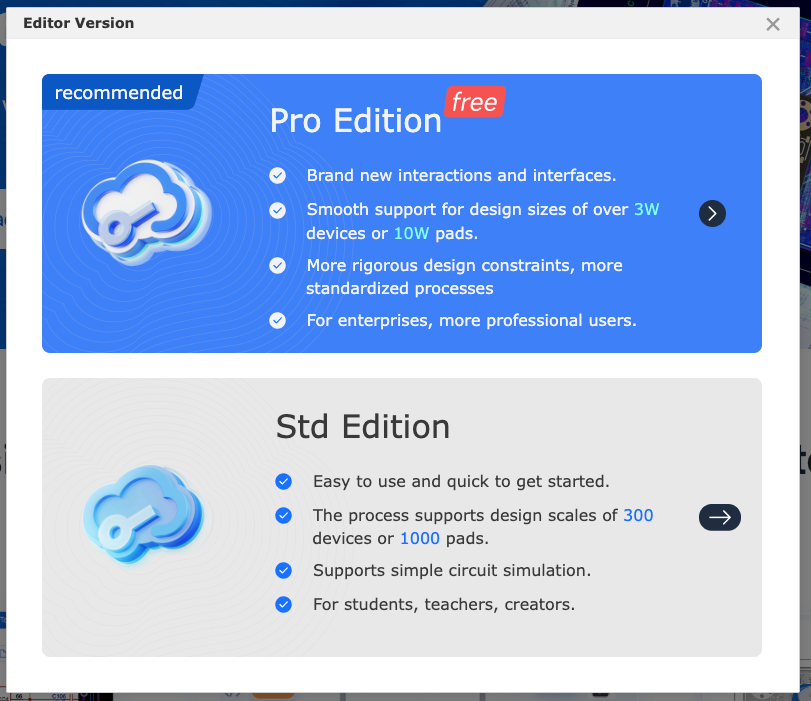 Editor Version
recommended
Pro Edition
free
Brand new interactions and interfaces.
Smooth support for design sizes of over 3W
devices or 10W pads.
More rigorous design constraints, more
standardized processes
For enterprises, more professional users.
Std Edition
Easy to use and quick to get started.
The process supports design scales of 300
devices or 1000 pads.
Supports simple circuit simulation.
For students, teachers, creators.